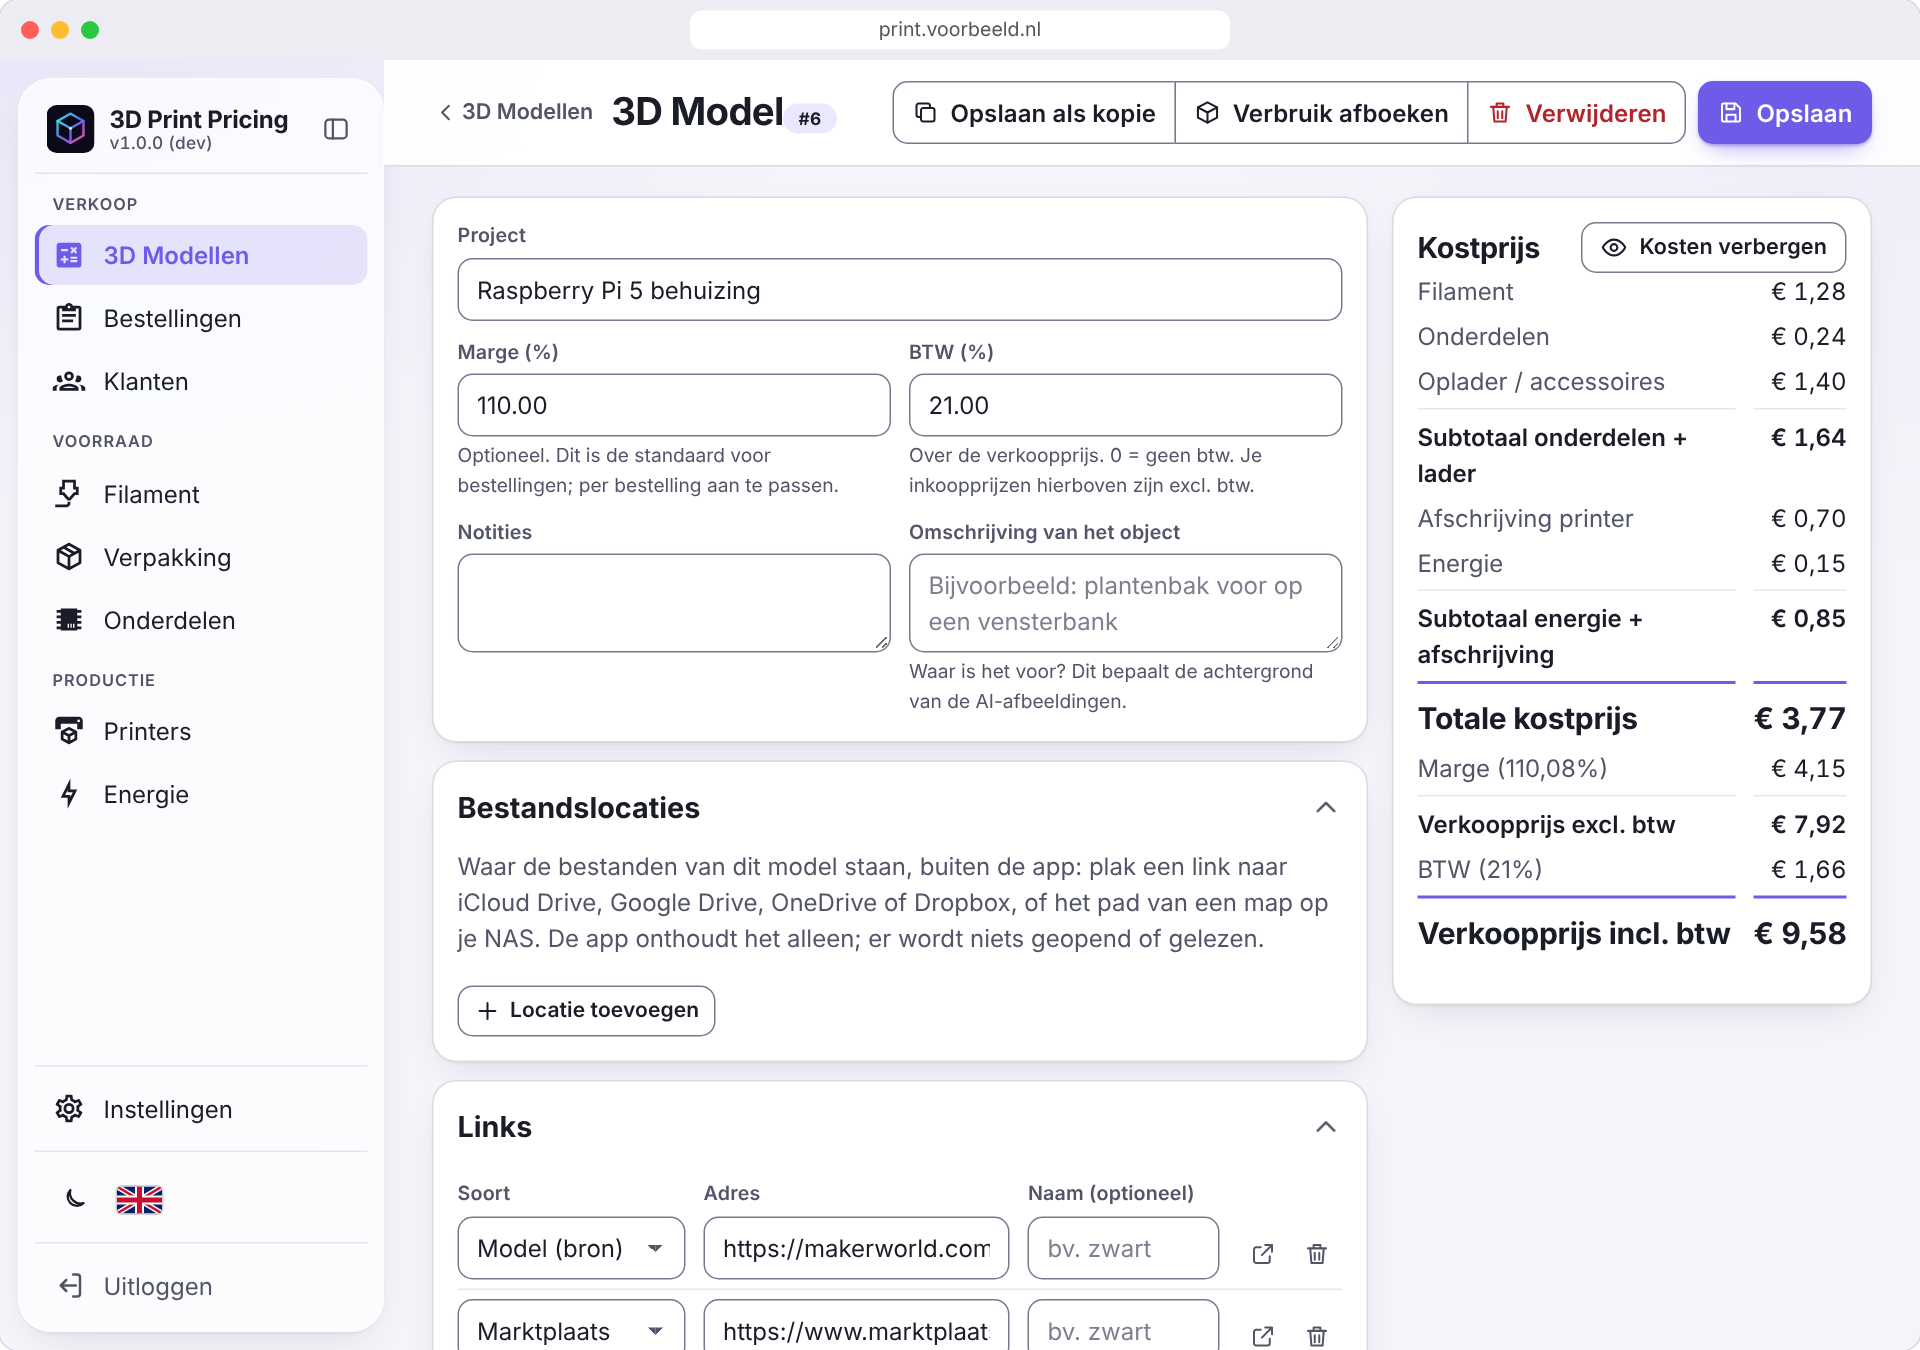 print.voorbeeld.nl
3D Print Pricing
v1.0.0 (dev)
VERKOOP
3D Modellen
Bestellingen
Klanten
VOORRAAD
Filament
Verpakking
Onderdelen
PRODUCTIE
Printers
Energie
Instellingen
Uitloggen
3D Modellen
3D Model #6
Opslaan als kopie
Verbruik afboeken
Verwijderen
Opslaan
Project
Raspberry Pi 5 behuizing
Marge (%)
110.00
Optioneel. Dit is de standaard voor
bestellingen; per bestelling aan te passen.
BTW (%)
21.00
Over de verkoopprijs. 0 = geen btw. Je
inkoopprijzen hierboven zijn excl. btw.
Notities
Omschrijving van het object
Bijvoorbeeld: plantenbak voor op
een vensterbank
Waar is het voor? Dit bepaalt de achtergrond
van de AI-afbeeldingen.
Bestandslocaties
Waar de bestanden van dit model staan, buiten de app: plak een link naar
iCloud Drive, Google Drive, OneDrive of Dropbox, of het pad van een map op
je NAS. De app onthoudt het alleen; er wordt niets geopend of gelezen.
Locatie toevoegen
Links
Soort Adres Naam (optioneel)
Model (bron) https://makerworld.com bv. zwart
Marktplaats https://www.marktplaat bv. zwart
Kostprijs
Kosten verbergen
Filament € 1,28
Onderdelen € 0,24
Oplader / accessoires € 1,40
Subtotaal onderdelen + € 1,64
lader
Afschrijving printer € 0,70
Energie € 0,15
Subtotaal energie + € 0,85
afschrijving
Totale kostprijs € 3,77
Marge (110,08%) € 4,15
Verkoopprijs excl. btw € 7,92
BTW (21%) € 1,66
Verkoopprijs incl. btw € 9,58